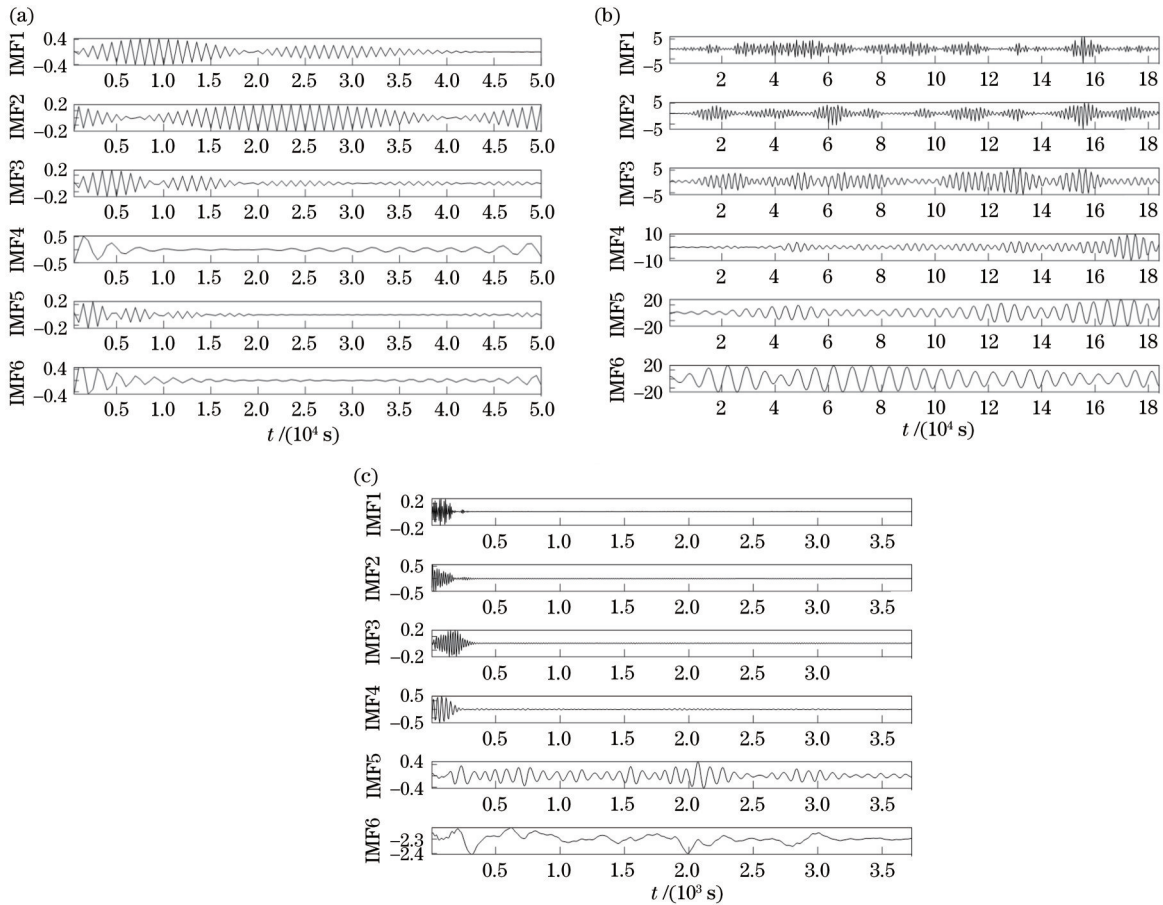 (a)
IMF1 0.4 −0.4
0.5 1.0 1.5 2.0 2.5 3.0 3.5 4.0 4.5 5.0
IMF2 0.2 −0.2
0.5 1.0 1.5 2.0 2.5 3.0 3.5 4.0 4.5 5.0
IMF3 0.2 −0.2
0.5 1.0 1.5 2.0 2.5 3.0 3.5 4.0 4.5 5.0
IMF4 0.5 −0.5
0.5 1.0 1.5 2.0 2.5 3.0 3.5 4.0 4.5 5.0
IMF5 0.2 −0.2
0.5 1.0 1.5 2.0 2.5 3.0 3.5 4.0 4.5 5.0
IMF6 0.4 −0.4
0.5 1.0 1.5 2.0 2.5 3.0 3.5 4.0 4.5 5.0
t /(10⁴ s)
(b)
IMF1 5 −5
2 4 6 8 10 12 14 16 18
IMF2 5 −5
2 4 6 8 10 12 14 16 18
IMF3 5 −5
2 4 6 8 10 12 14 16 18
IMF4 10 −10
2 4 6 8 10 12 14 16 18
IMF5 20 −20
2 4 6 8 10 12 14 16 18
IMF6 20 −20
2 4 6 8 10 12 14 16 18
t /(10⁴ s)
(c)
IMF1 0.2 −0.2
0.5 1.0 1.5 2.0 2.5 3.0 3.5
IMF2 0.5 −0.5
0.5 1.0 1.5 2.0 2.5 3.0 3.5
IMF3 0.2 −0.2
0.5 1.0 1.5 2.0 2.5 3.0
IMF4 0.5 −0.5
0.5 1.0 1.5 2.0 2.5 3.0 3.5
IMF5 0.4 −0.4
0.5 1.0 1.5 2.0 2.5 3.0 3.5
IMF6 −2.3 −2.4
0.5 1.0 1.5 2.0 2.5 3.0 3.5
t /(10³ s)